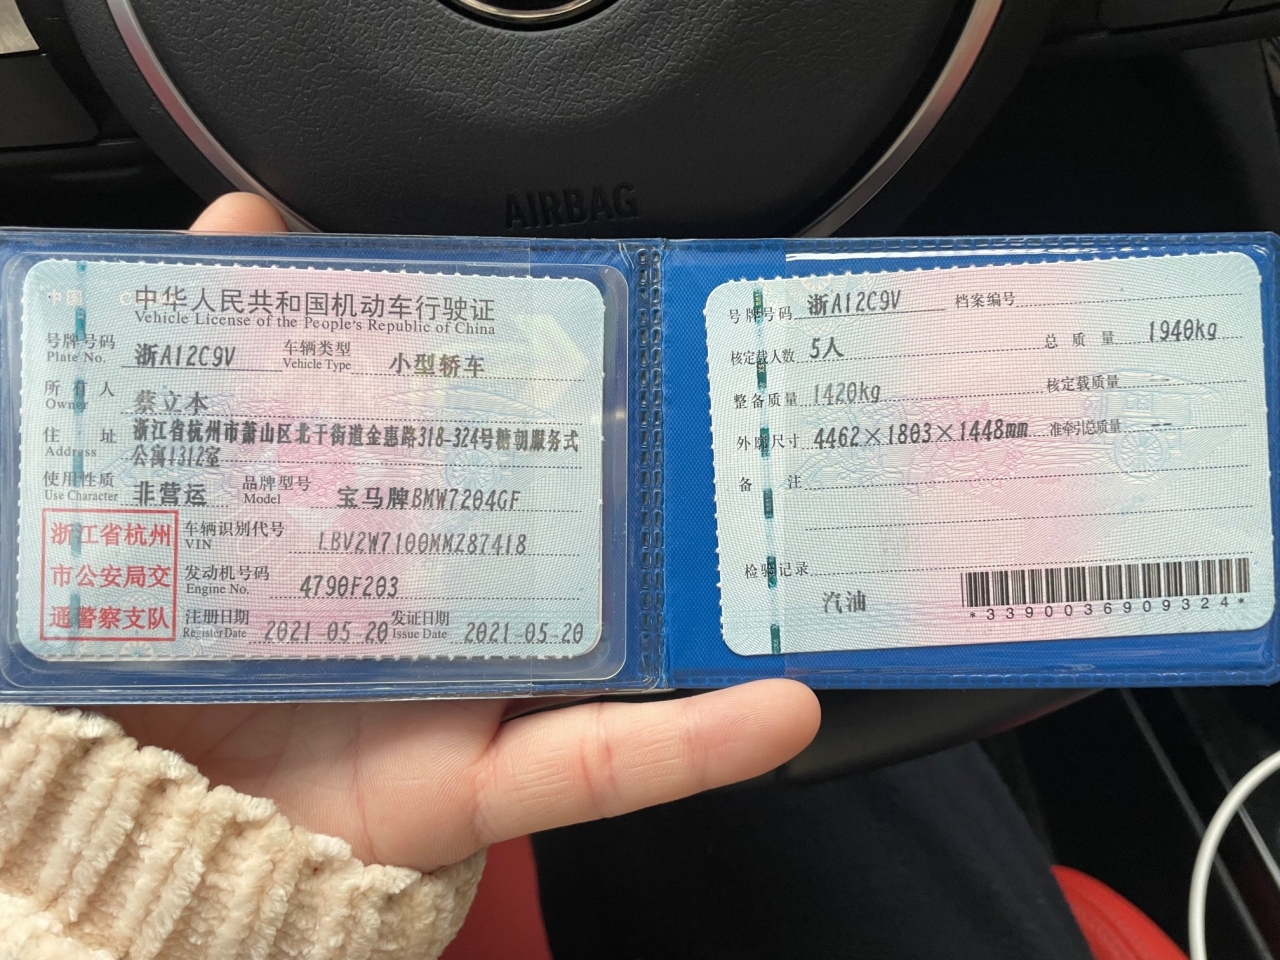 AIRBAG
中华人民共和国机动车行驶证
Vehicle License of the People's Republic of China
号牌号码 浙A12C9V 车辆类型 小型轿车
Plate No. Vehicle Type
所有人 蔡立本
Owner
住址 浙江省杭州市萧山区北干街道金惠路318-324号糖朝服务式
Address 公寓1312室
使用性质 非营运 品牌型号 宝马牌BMW7204GF
Use Character Model
浙江省杭州
市公安局交
通警察支队
车辆识别代号 LBV2W7100MMZ87418
VIN
发动机号码 4790F203
Engine No.
注册日期 2021-05-20 发证日期 2021-05-20
Register Date Issue Date
号牌号码 浙A12C9V 档案编号
核定载人数 5人 总质量 1940kg
整备质量 1420kg 核定载质量 --
外廓尺寸 4462×1803×1448mm 准牵引总质量 --
备注
检验记录
汽油
*3390036909324*